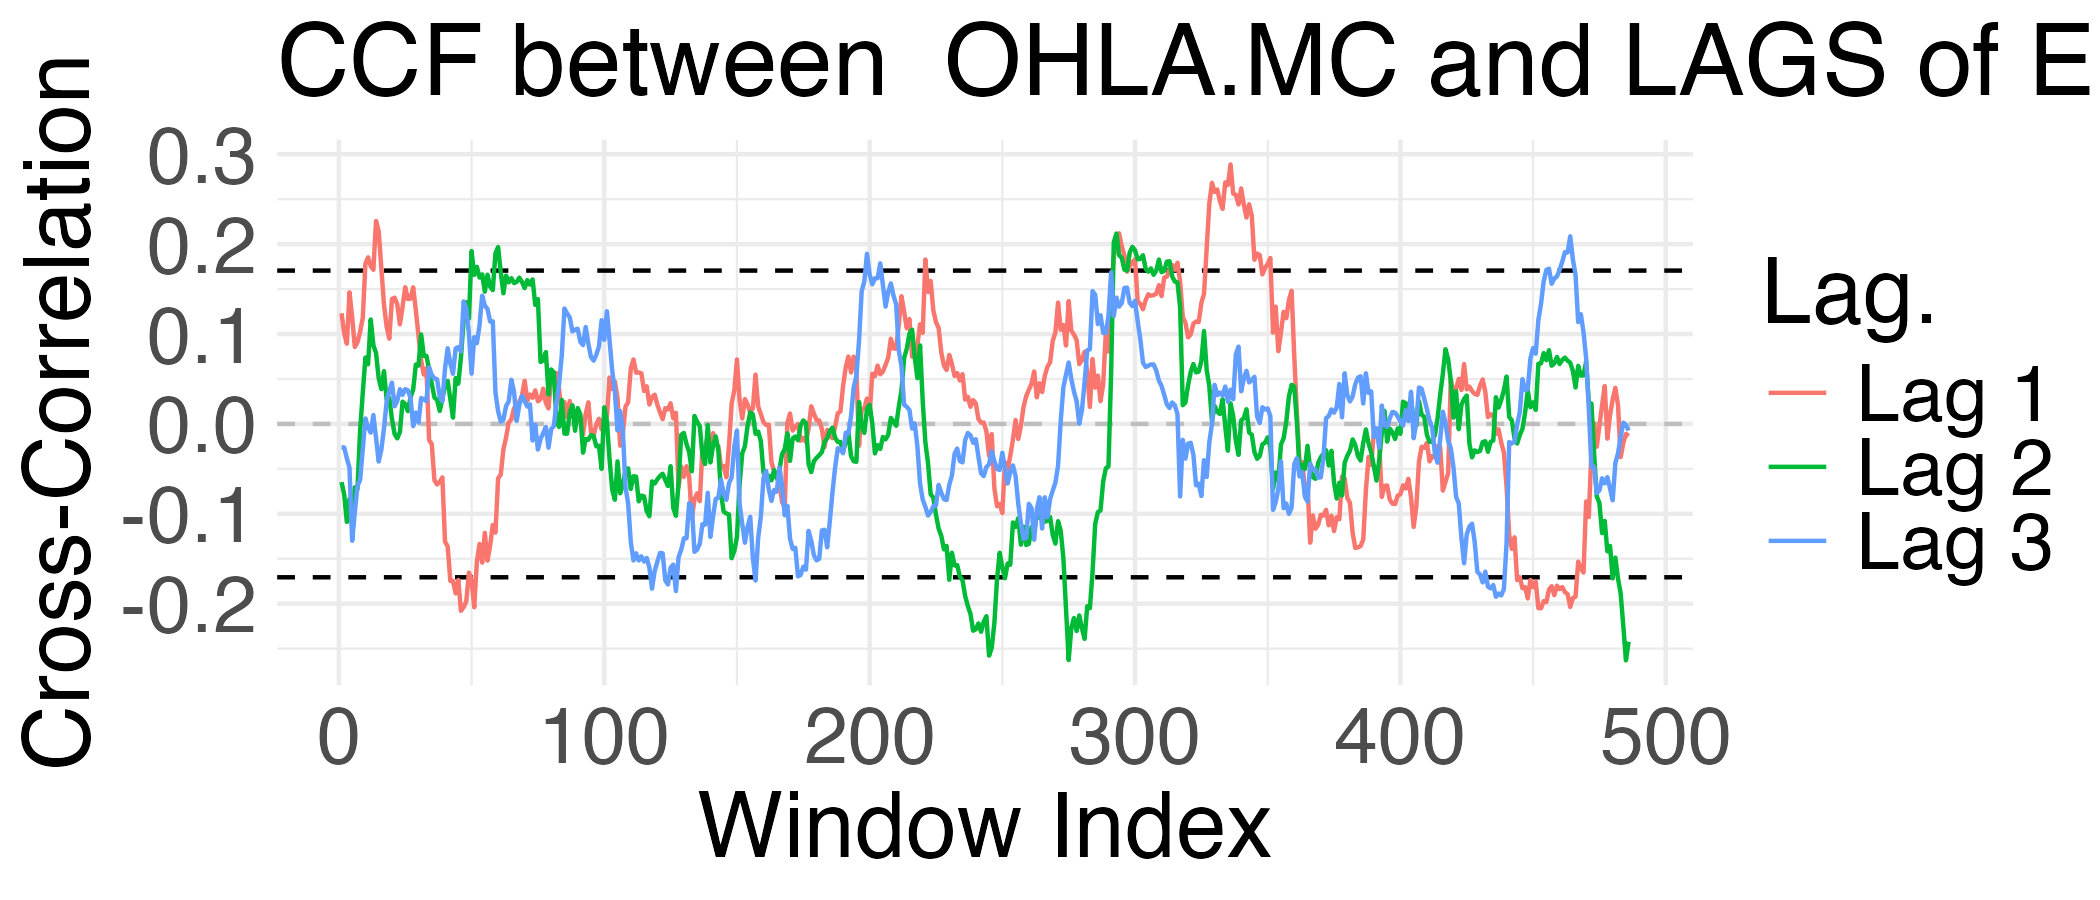 CCF between  OHLA.MC and LAGS of E
Cross-Correlation
0.3
0.2
0.1
0.0
-0.1
-0.2
0 100 200 300 400 500
Window Index
Lag.
Lag 1
Lag 2
Lag 3